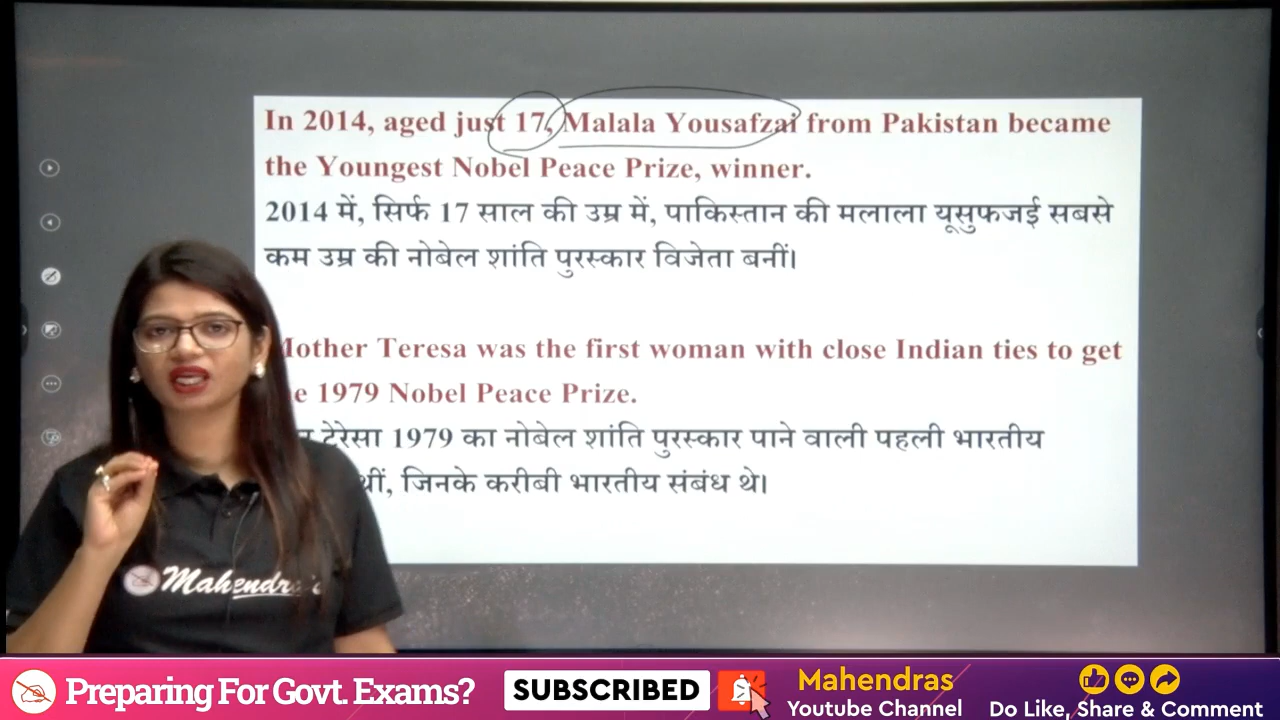 In 2014, aged just 17, Malala Yousafzai from Pakistan became
the Youngest Nobel Peace Prize, winner.
2014 में, सिर्फ 17 साल की उम्र में, पाकिस्तान की मलाला यूसुफजई सबसे
कम उम्र की नोबेल शांति पुरस्कार विजेता बनीं।
Mother Teresa was the first woman with close Indian ties to get
1979 Nobel Peace Prize.
टेरेसा 1979 का नोबेल शांति पुरस्कार पाने वाली पहली भारतीय
थीं, जिनके करीबी भारतीय संबंध थे।
Mahendra's
Preparing For Govt. Exams?
SUBSCRIBED
Mahendras
Youtube Channel
Do Like, Share & Comment